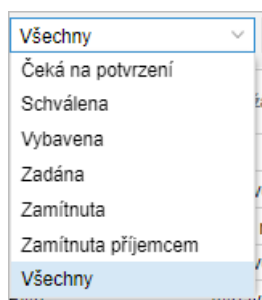 Všechny
Čeká na potvrzení
Schválena
Vybavena
Zadána
Zamítnuta
Zamítnuta příjemcem
Všechny